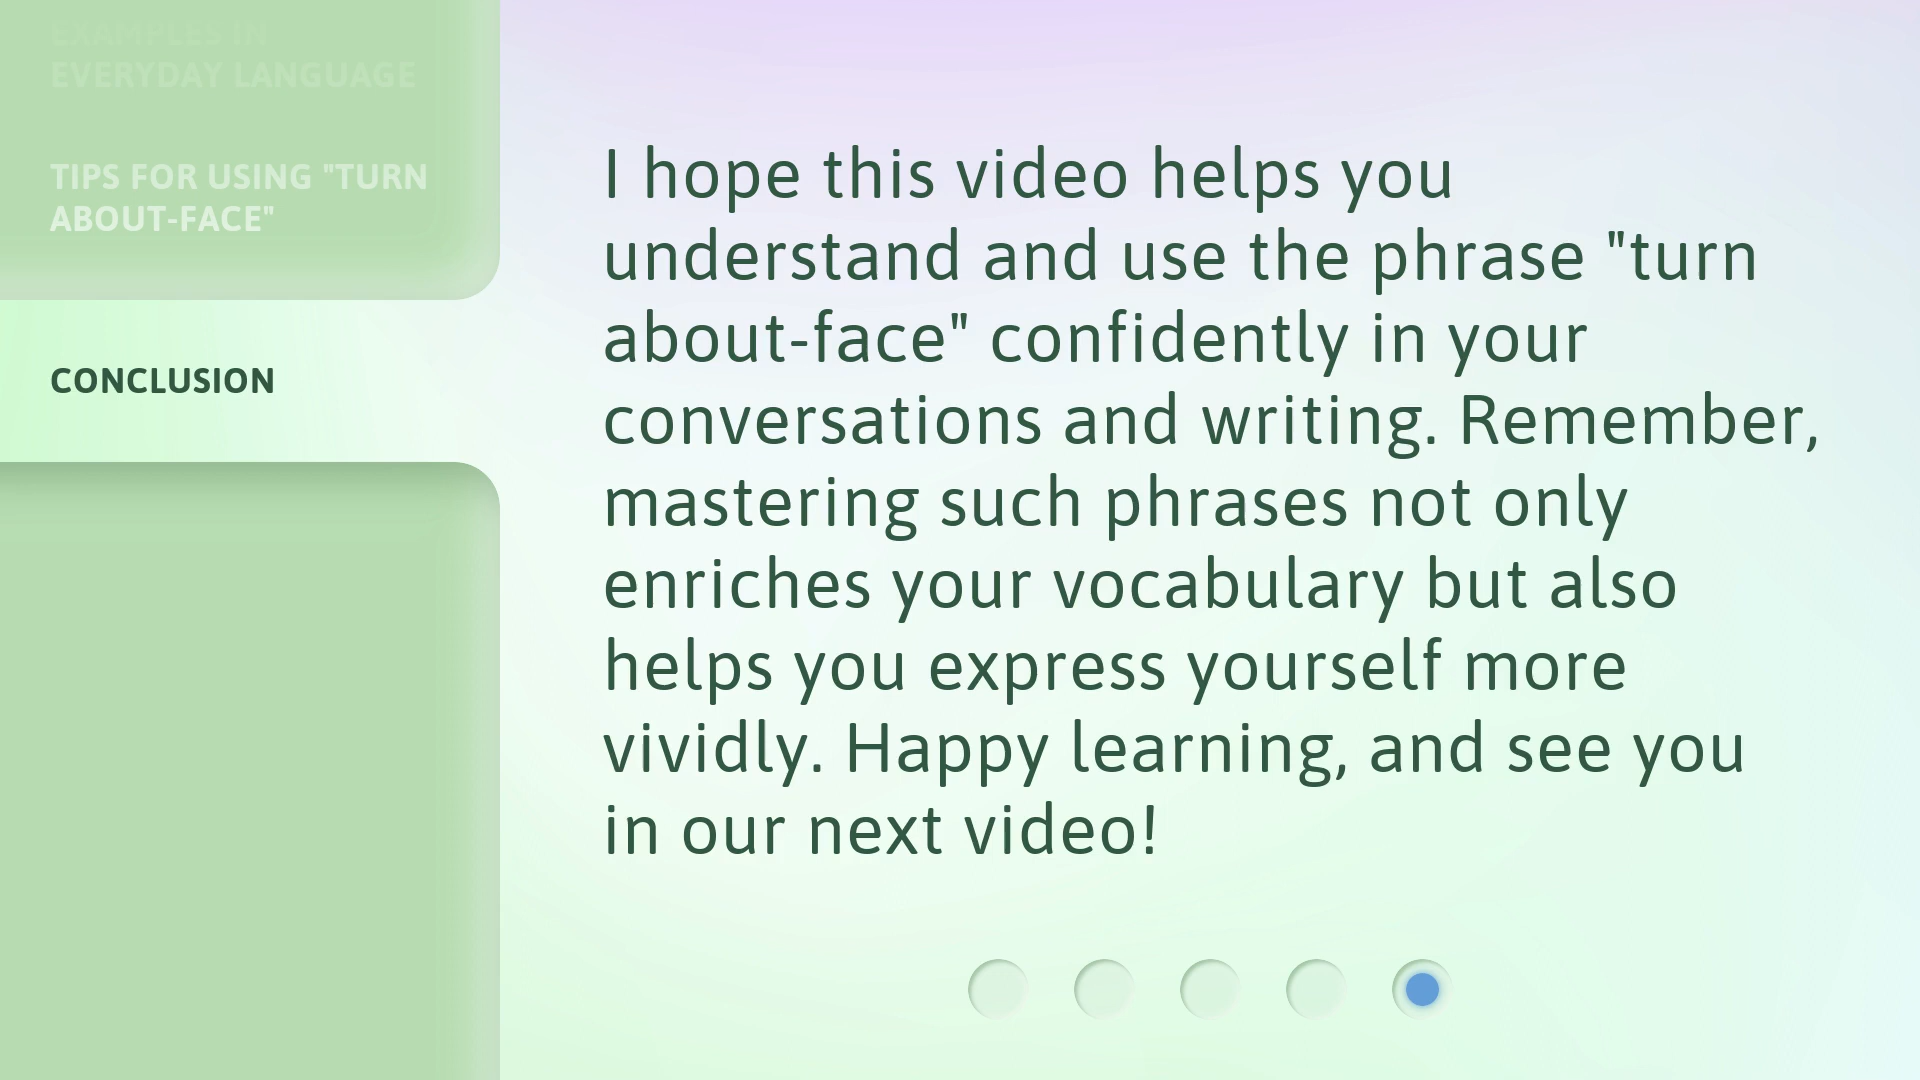 EXAMPLES IN
EVERYDAY LANGUAGE
TIPS FOR USING "TURN
ABOUT-FACE"
CONCLUSION
I hope this video helps you
understand and use the phrase "turn
about-face" confidently in your
conversations and writing. Remember,
mastering such phrases not only
enriches your vocabulary but also
helps you express yourself more
vividly. Happy learning, and see you
in our next video!